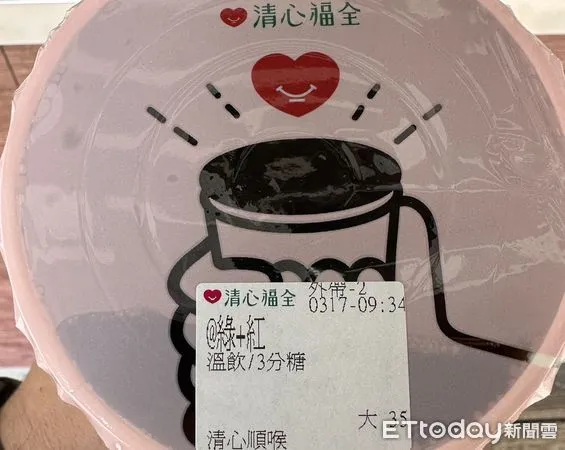 清心福全
清心福全
外帶-2
0317-09:34
@綠+紅
溫飲/3分糖
大 35
清心順喉
ETtoday新聞雲